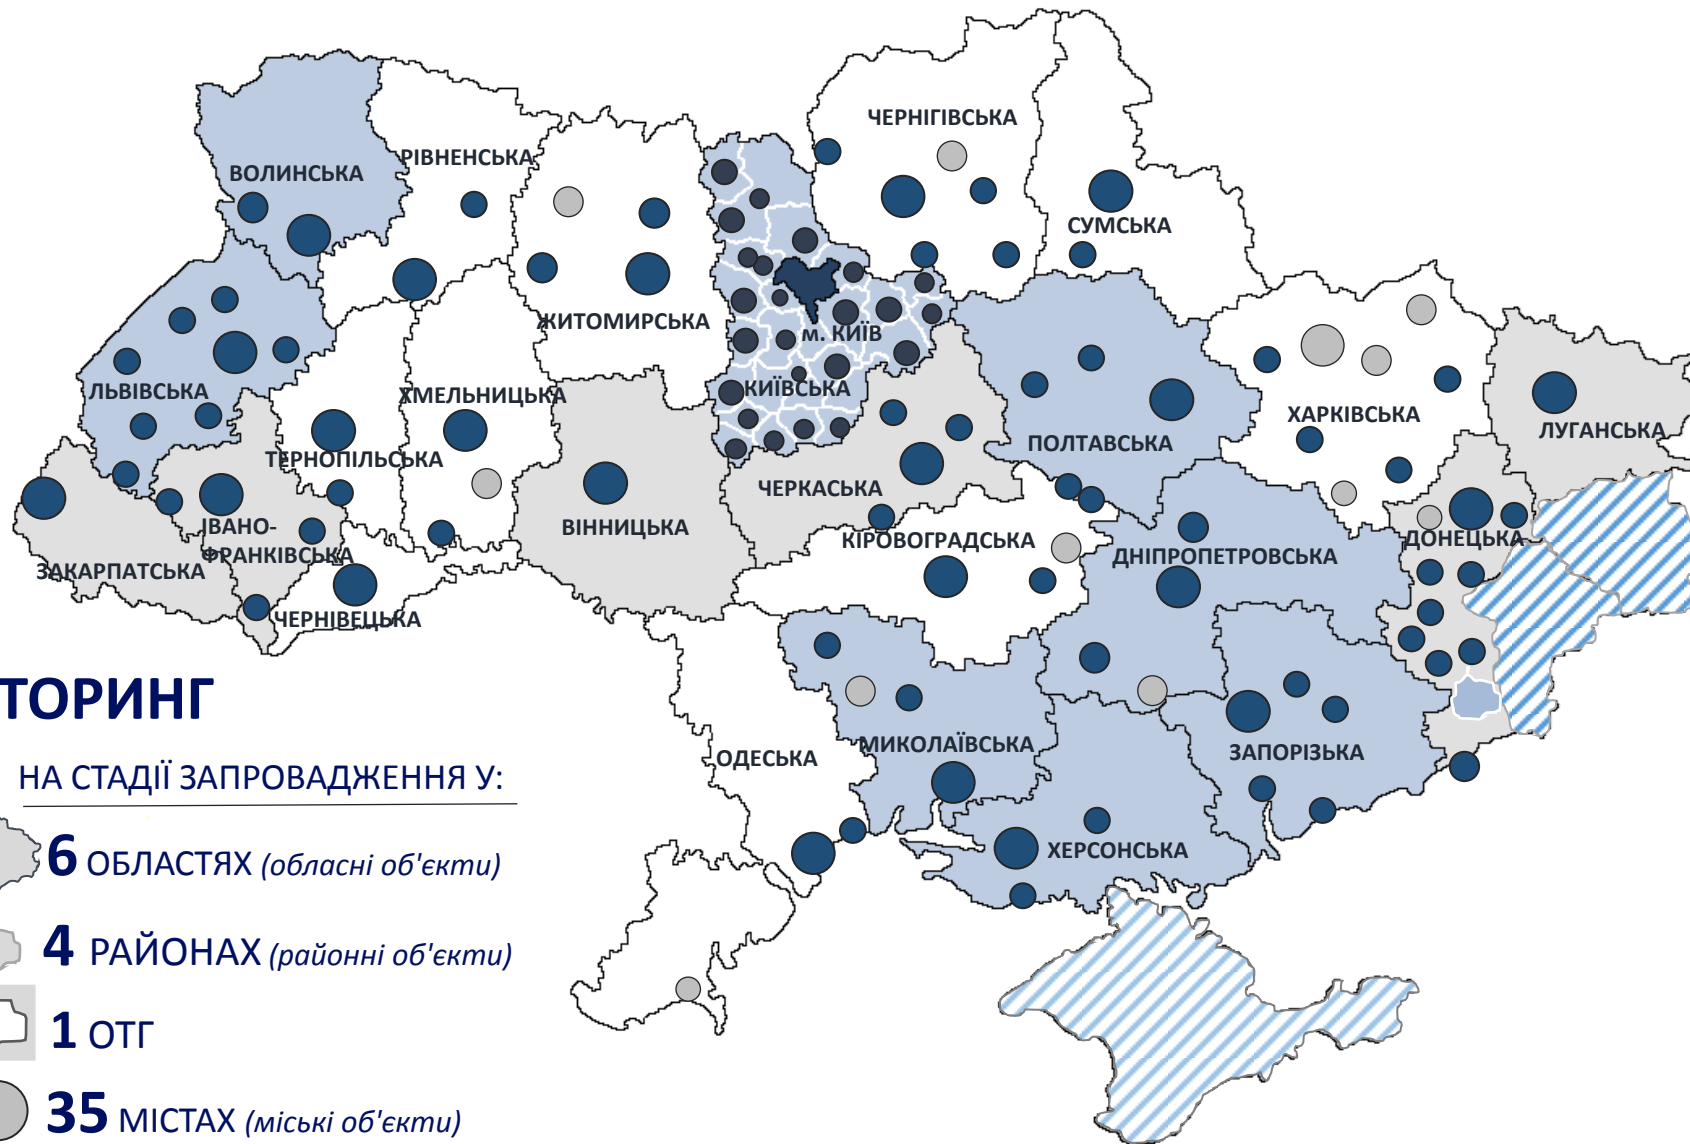 ЧЕРНІГІВСЬКА
РІВНЕНСЬКА
ВОЛИНСЬКА
СУМСЬКА
ЖИТОМИРСЬКА
м. КИЇВ
ЛЬВІВСЬКА
ХМЕЛЬНИЦЬКА
КИЇВСЬКА
ХАРКІВСЬКА
ЛУГАНСЬКА
ПОЛТАВСЬКА
ТЕРНОПІЛЬСЬКА
ЧЕРКАСЬКА
ВІННИЦЬКА
ІВАНО-
ФРАНКІВСЬКА
КІРОВОГРАДСЬКА
ДОНЕЦЬКА
ДНІПРОПЕТРОВСЬКА
ЗАКАРПАТСЬКА
ЧЕРНІВЕЦЬКА
ТОРИНГ
МИКОЛАЇВСЬКА
ЗАПОРІЗЬКА
ОДЕСЬКА
НА СТАДІЇ ЗАПРОВАДЖЕННЯ У:
ХЕРСОНСЬКА
6 ОБЛАСТЯХ (обласні об'єкти)
4 РАЙОНАХ (районні об'єкти)
1 ОТГ
35 МІСТАХ (міські об'єкти)